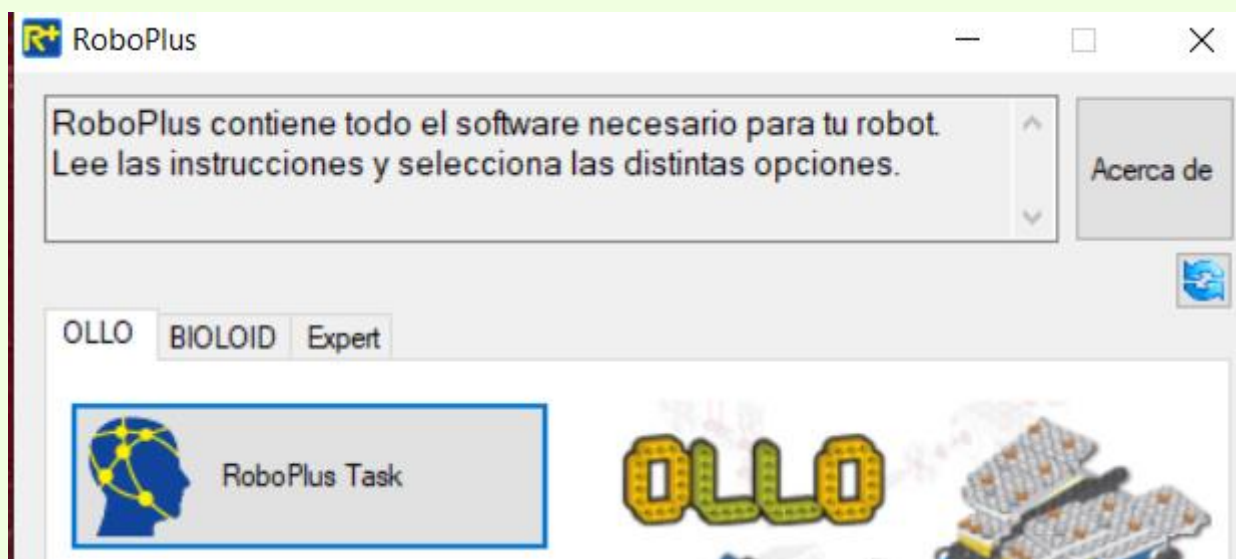 R+ RoboPlus
RoboPlus contiene todo el software necesario para tu robot.
Lee las instrucciones y selecciona las distintas opciones.
Acerca de
OLLO BIOLOID Expert
RoboPlus Task
OLLO